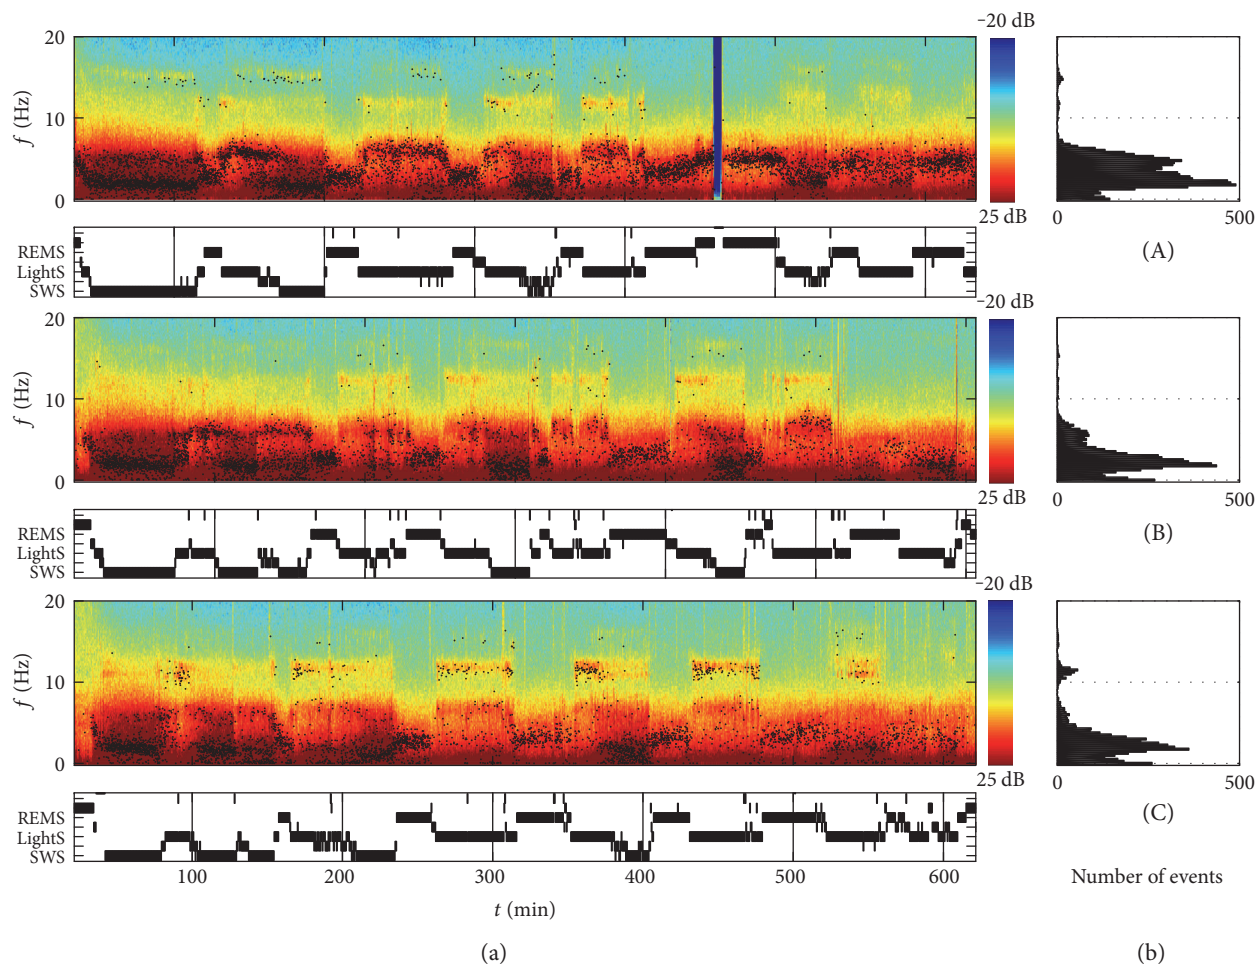 −20 dB
20
10
0
f (Hz)
25 dB
0
500
(A)
REMS
LightS
SWS
−20 dB
20
10
0
f (Hz)
25 dB
0
500
(B)
REMS
LightS
SWS
−20 dB
20
10
0
f (Hz)
25 dB
0
500
(C)
REMS
LightS
SWS
100
200
300
400
500
600
t (min)
Number of events
(a)
(b)